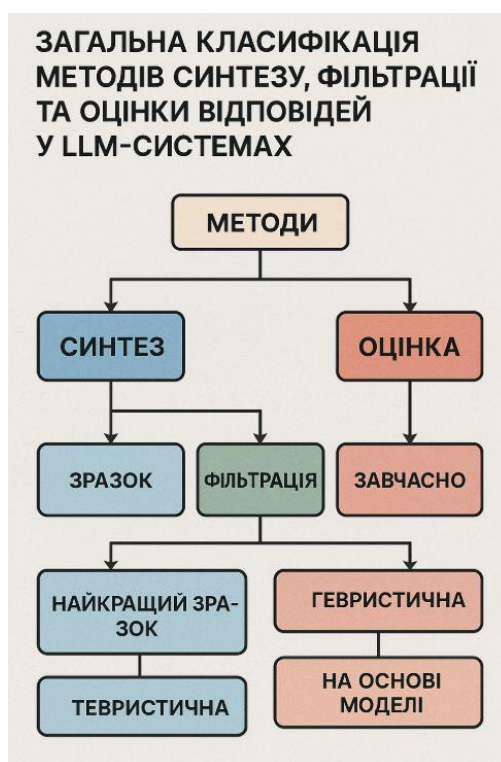 ЗАГАЛЬНА КЛАСИФІКАЦІЯ
МЕТОДІВ СИНТЕЗУ, ФІЛЬТРАЦІЇ
ТА ОЦІНКИ ВІДПОВІДЕЙ
У LLM-СИСТЕМАХ
МЕТОДИ
СИНТЕЗ
ОЦІНКА
ЗРАЗОК
ФІЛЬТРАЦІЯ
ЗАВЧАСНО
НАЙКРАЩИЙ ЗРА-
ЗОК
ГЕВРИСТИЧНА
ТЕВРИСТИЧНА
НА ОСНОВІ
МОДЕЛІ